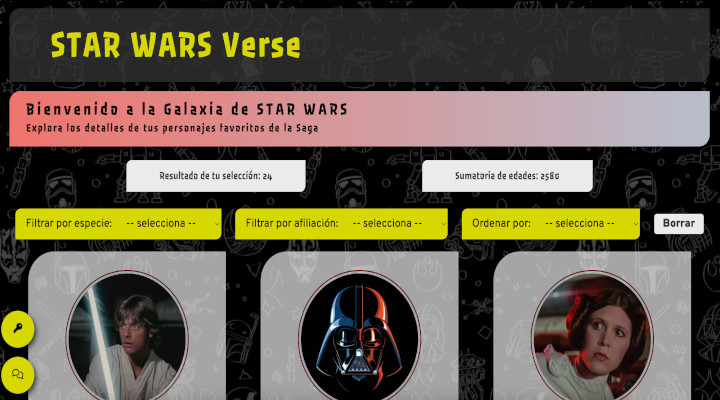 STAR WARS Verse
Bienvenido a la Galaxia de STAR WARS
Explora los detalles de tus personajes favoritos de la Saga
Resultado de tu selección: 24
Sumatoria de edades: 2580
Filtrar por especie: -- selecciona --
Filtrar por afiliación: -- selecciona --
Ordenar por: -- selecciona --
Borrar